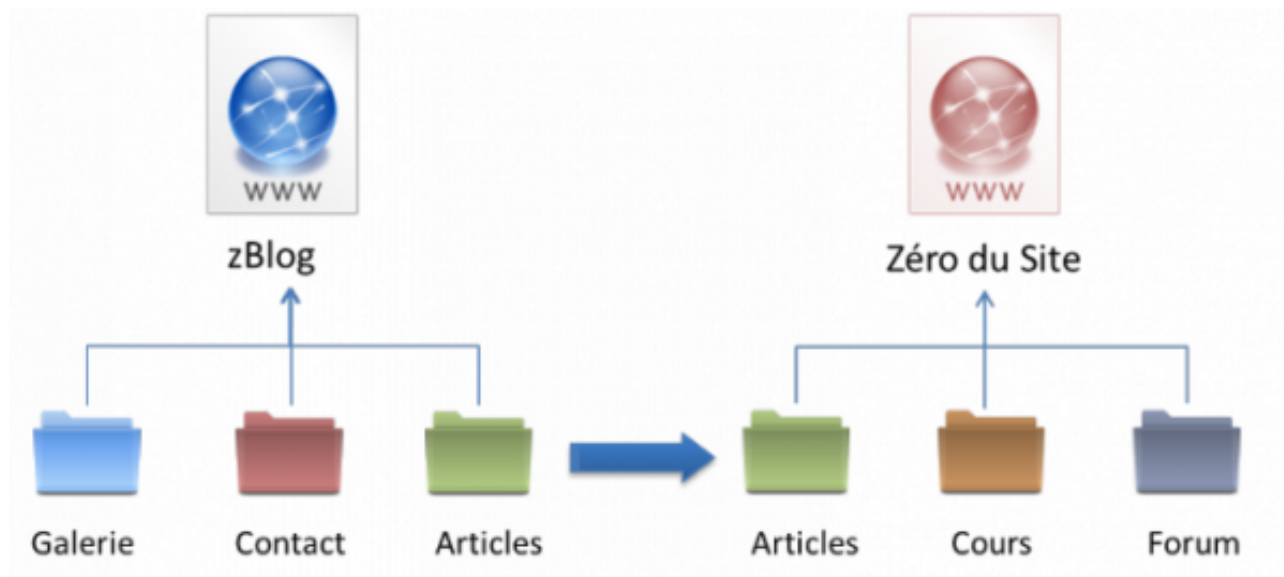 WWW
WWW
zBlog
Zéro du Site
Galerie
Contact
Articles
Articles
Cours
Forum